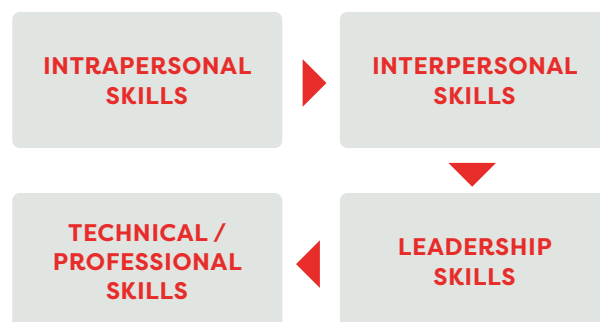 INTRAPERSONAL
SKILLS
INTERPERSONAL
SKILLS
LEADERSHIP
SKILLS
TECHNICAL /
PROFESSIONAL
SKILLS